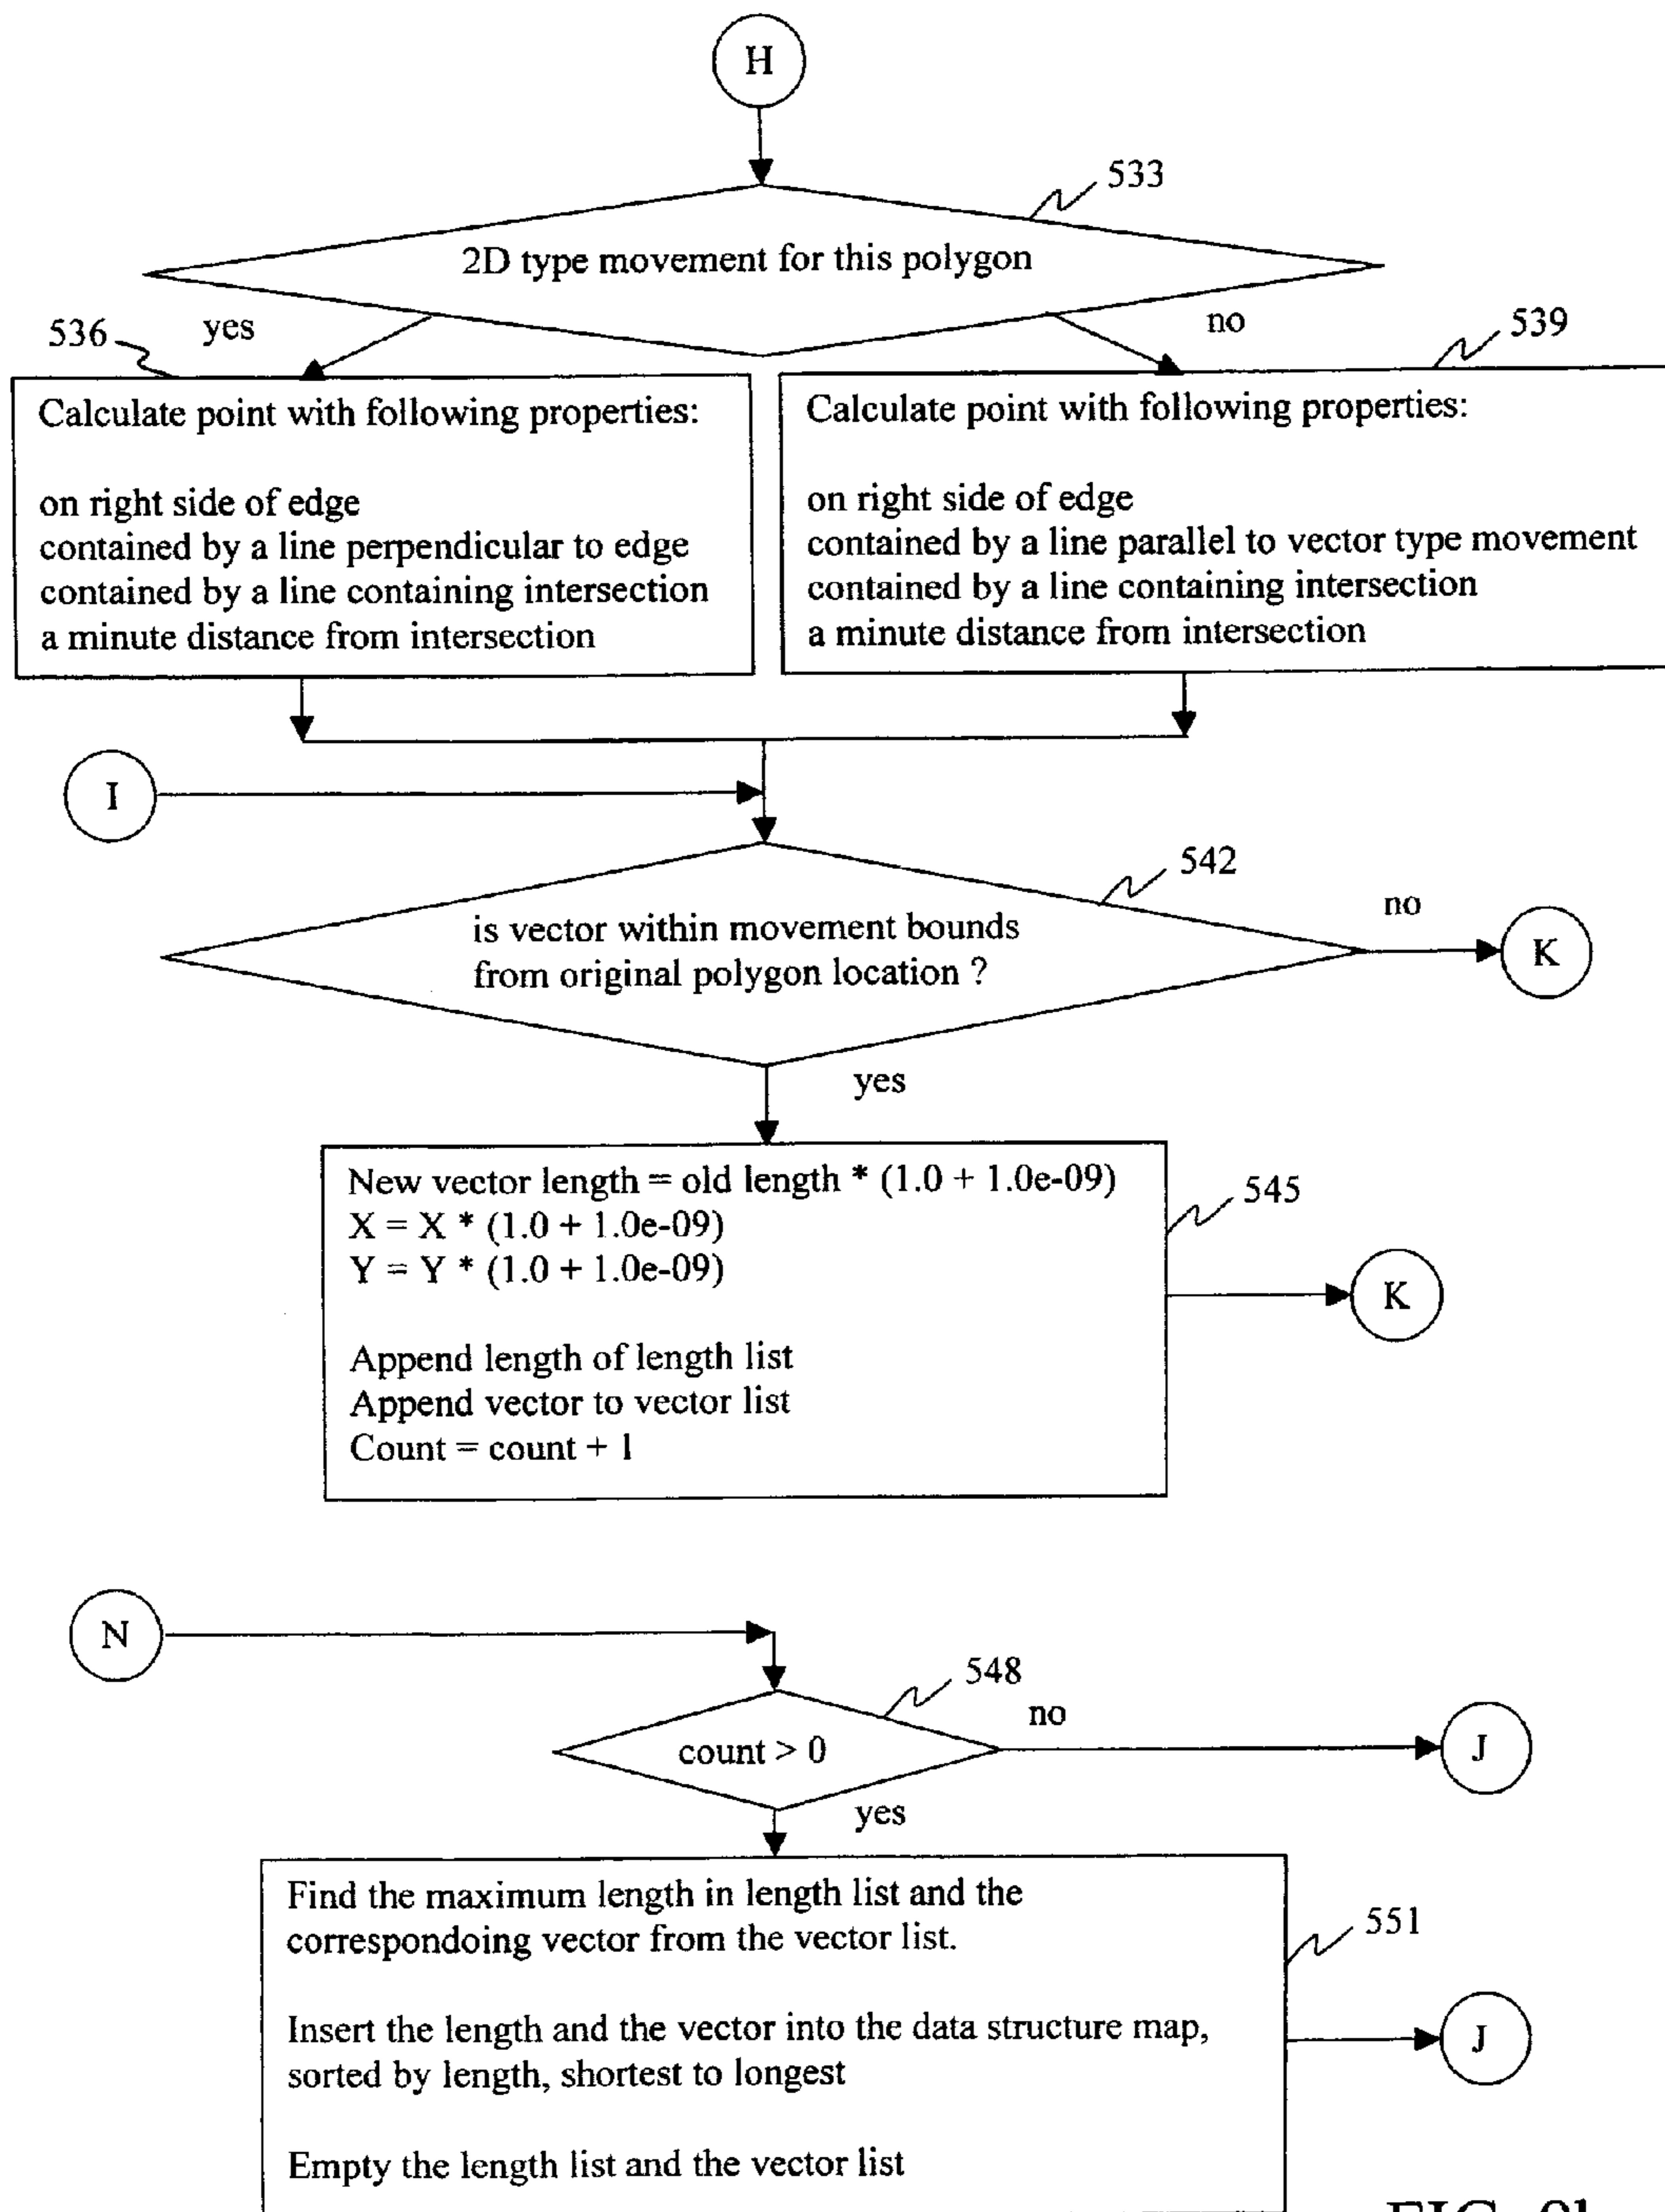 H
533
2D type movement for this polygon
536
yes
no
539
Calculate point with following properties:
on right side of edge
contained by a line perpendicular to edge
contained by a line containing intersection
a minute distance from intersection
Calculate point with following properties:
on right side of edge
contained by a line parallel to vector type movement
contained by a line containing intersection
a minute distance from intersection
I
542
is vector within movement bounds
from original polygon location ?
no
K
yes
New vector length = old length * (1.0 + 1.0e-09)
X = X * (1.0 + 1.0e-09)
Y = Y * (1.0 + 1.0e-09)
Append length of length list
Append vector to vector list
Count = count + 1
545
K
N
548
count > 0
no
J
yes
Find the maximum length in length list and the
correspondoing vector from the vector list.
Insert the length and the vector into the data structure map,
sorted by length, shortest to longest
Empty the length list and the vector list
551
J